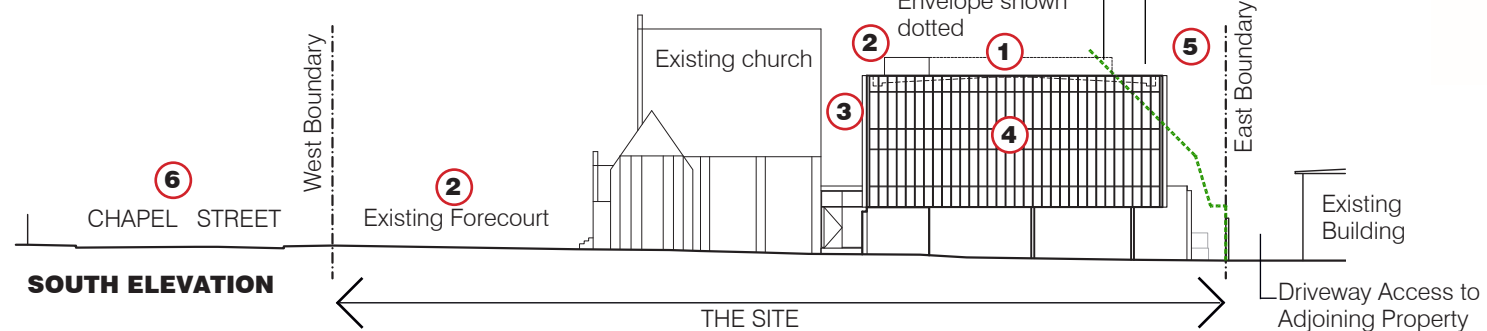 Envelope shown
dotted
2
1
5
East Boundary
West Boundary
Existing church
3
4
6
2
CHAPEL STREET
Existing Forecourt
Existing
Building
SOUTH ELEVATION
THE SITE
Driveway Access to
Adjoining Property